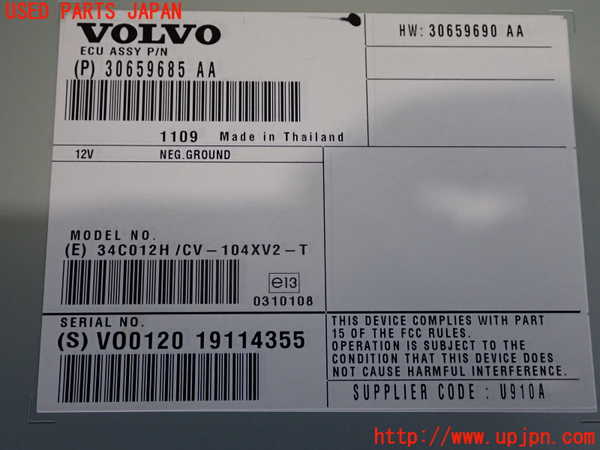 USED PARTS JAPAN
VOLVO
ECU ASSY P/N
(P) 30659685 AA
HW: 30659690 AA
1109 Made in Thailand
12V NEG.GROUND
MODEL NO.
(E) 34C012H/CV-104XV2-T
e13
0310108
SERIAL NO.
(S) VO0120 19114355
THIS DEVICE COMPLIES WITH PART
15 OF THE FCC RULES.
OPERATION IS SUBJECT TO THE
CONDITION THAT THIS DEVICE DOES
NOT CAUSE HARMFUL INTERFERENCE.
SUPPLIER CODE : U910A
http://www.upjpn.com/